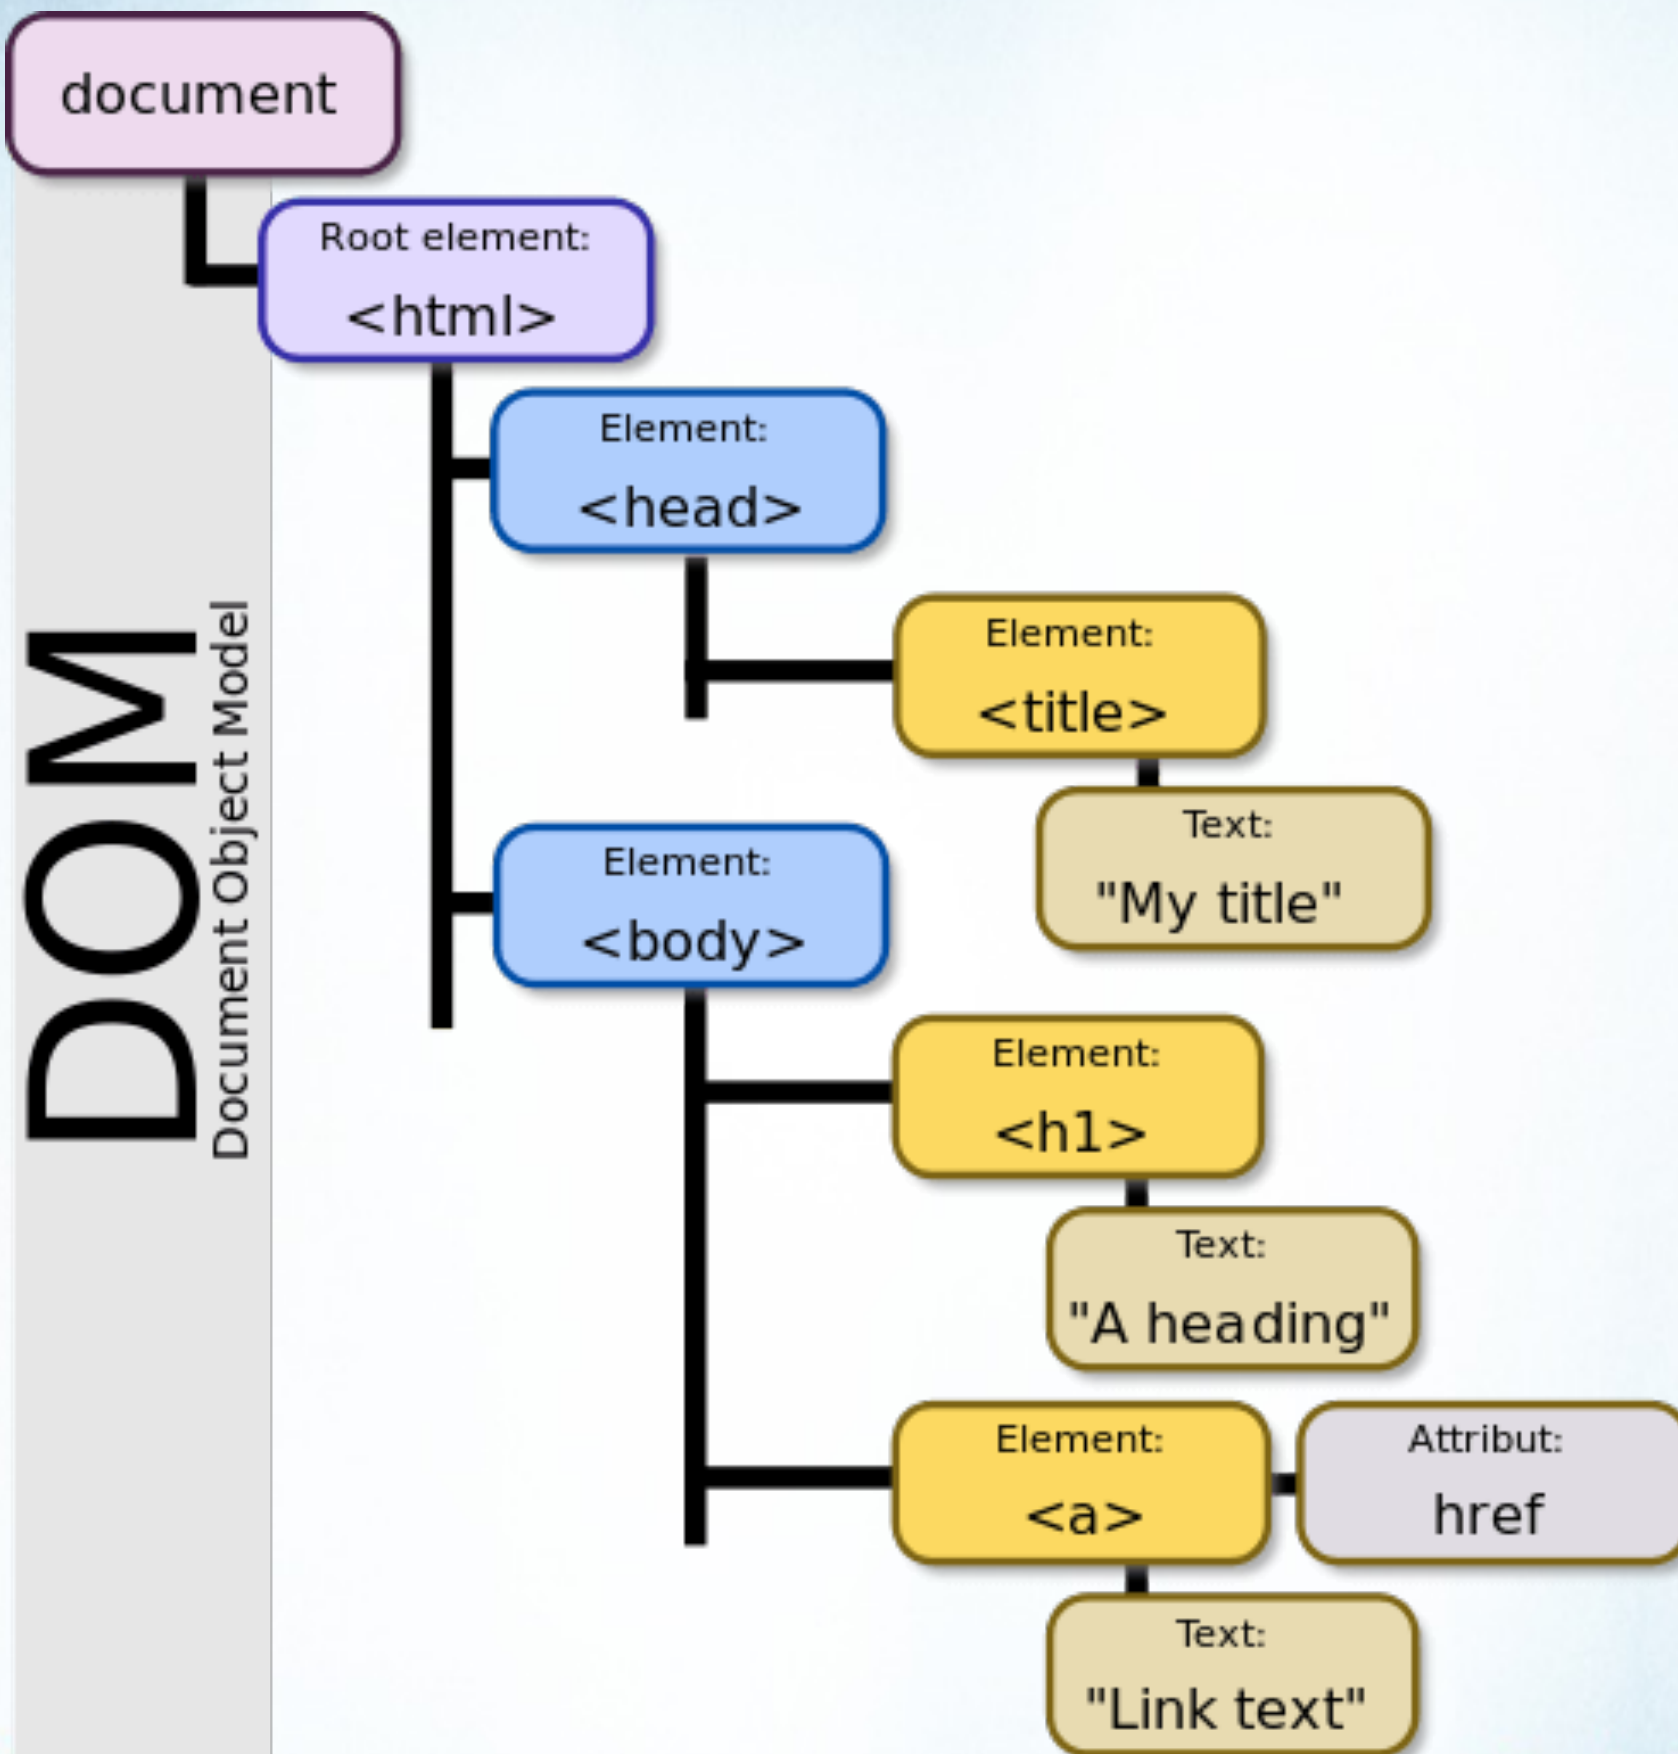 document
Root element:
<html>
Element:
<head>
Element:
<title>
Text:
"My title"
Element:
<body>
Element:
<h1>
Text:
"A heading"
Element:
<a>
Attribut:
href
Text:
"Link text"
DOM
Document Object Model